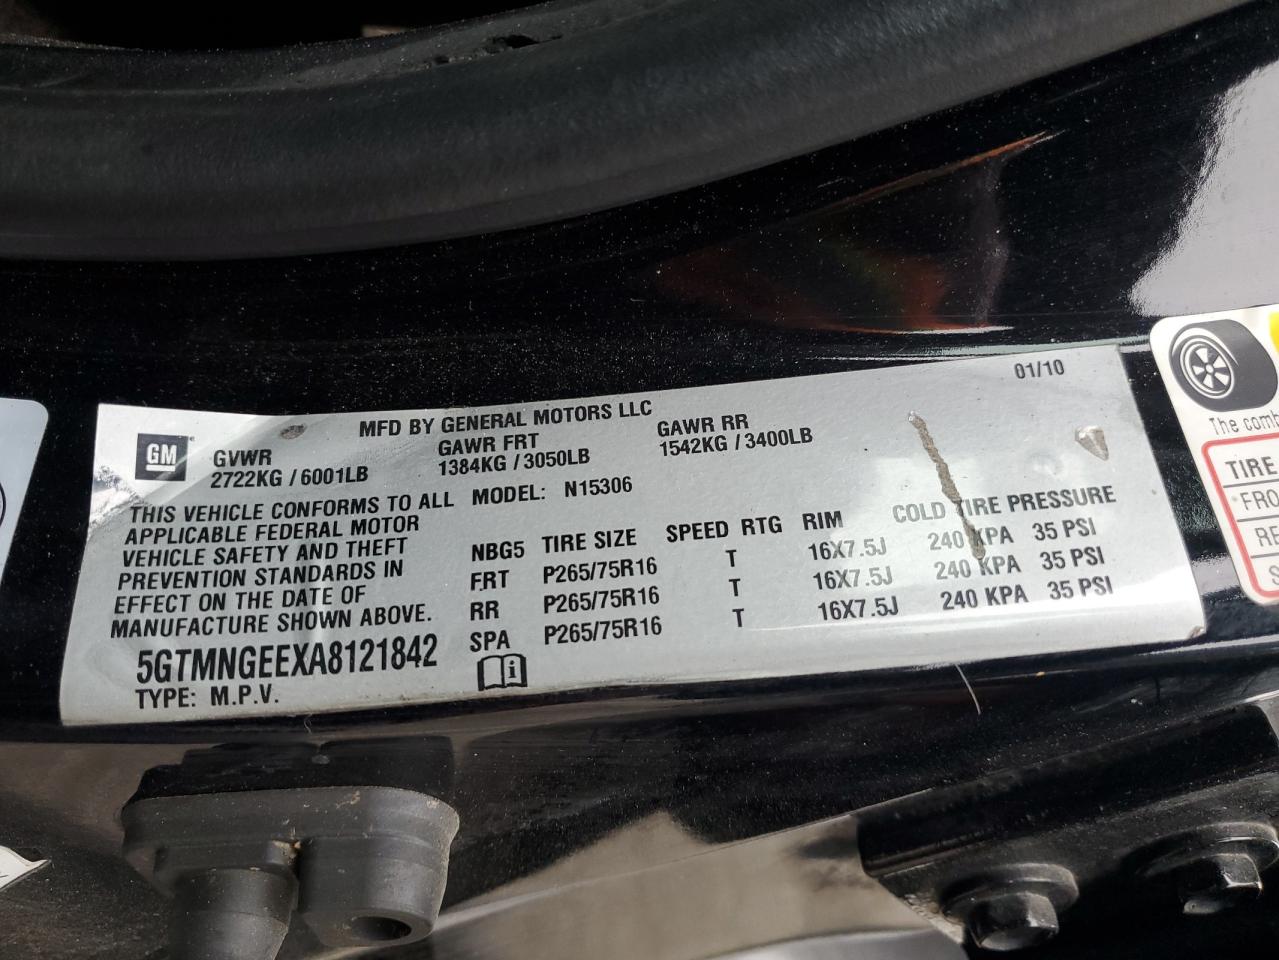 01/10
MFD BY GENERAL MOTORS LLC
GM
GVWR GAWR FRT GAWR RR
2722KG / 6001LB 1384KG / 3050LB 1542KG / 3400LB
THIS VEHICLE CONFORMS TO ALL
APPLICABLE FEDERAL MOTOR
VEHICLE SAFETY AND THEFT
PREVENTION STANDARDS IN
EFFECT ON THE DATE OF
MANUFACTURE SHOWN ABOVE.
5GTMNGEEXA8121842
TYPE: M.P.V.
MODEL: N15306
NBG5 TIRE SIZE SPEED RTG RIM COLD TIRE PRESSURE
FRT P265/75R16 T 16X7.5J 240 KPA 35 PSI
RR P265/75R16 T 16X7.5J 240 KPA 35 PSI
SPA P265/75R16 T 16X7.5J 240 KPA 35 PSI
i
The comb
TIRE
FRO
RE
S